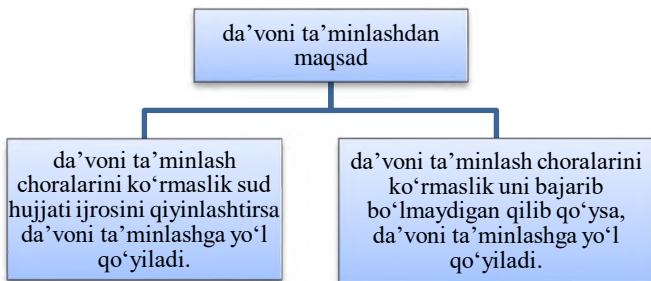 da’voni ta’minlashdan
maqsad
da’voni ta’minlash
choralarini ko‘rmaslik sud
hujjati ijrosini qiyinlashtirsa
da’voni ta’minlashga yo‘l
qo‘yiladi.
da’voni ta’minlash choralarini
ko‘rmaslik uni bajarib
bo‘lmaydigan qilib qo‘ysa,
da’voni ta’minlashga yo‘l
qo‘yiladi.